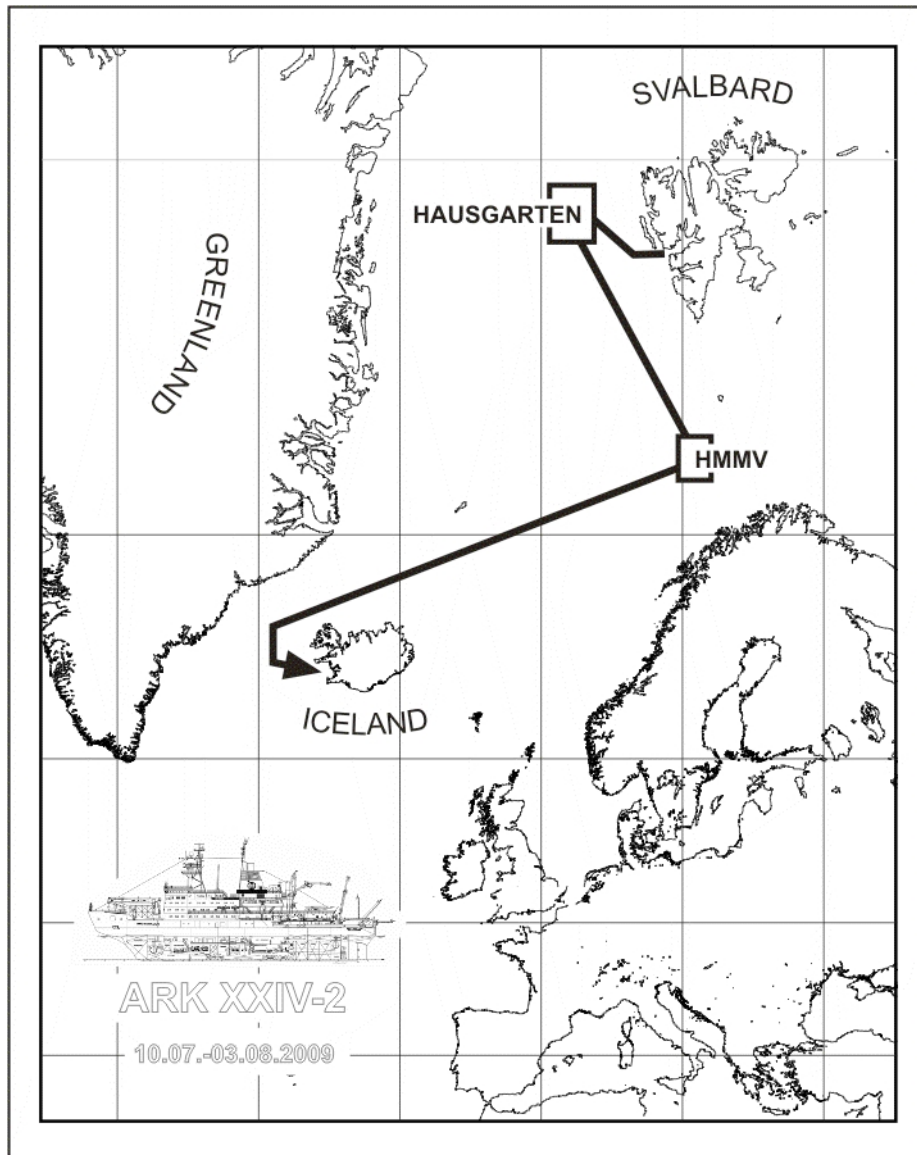 SVALBARD
HAUSGARTEN
GREENLAND
HMMV
ICELAND
ARK XXIV-2
10.07.-03.08.2009